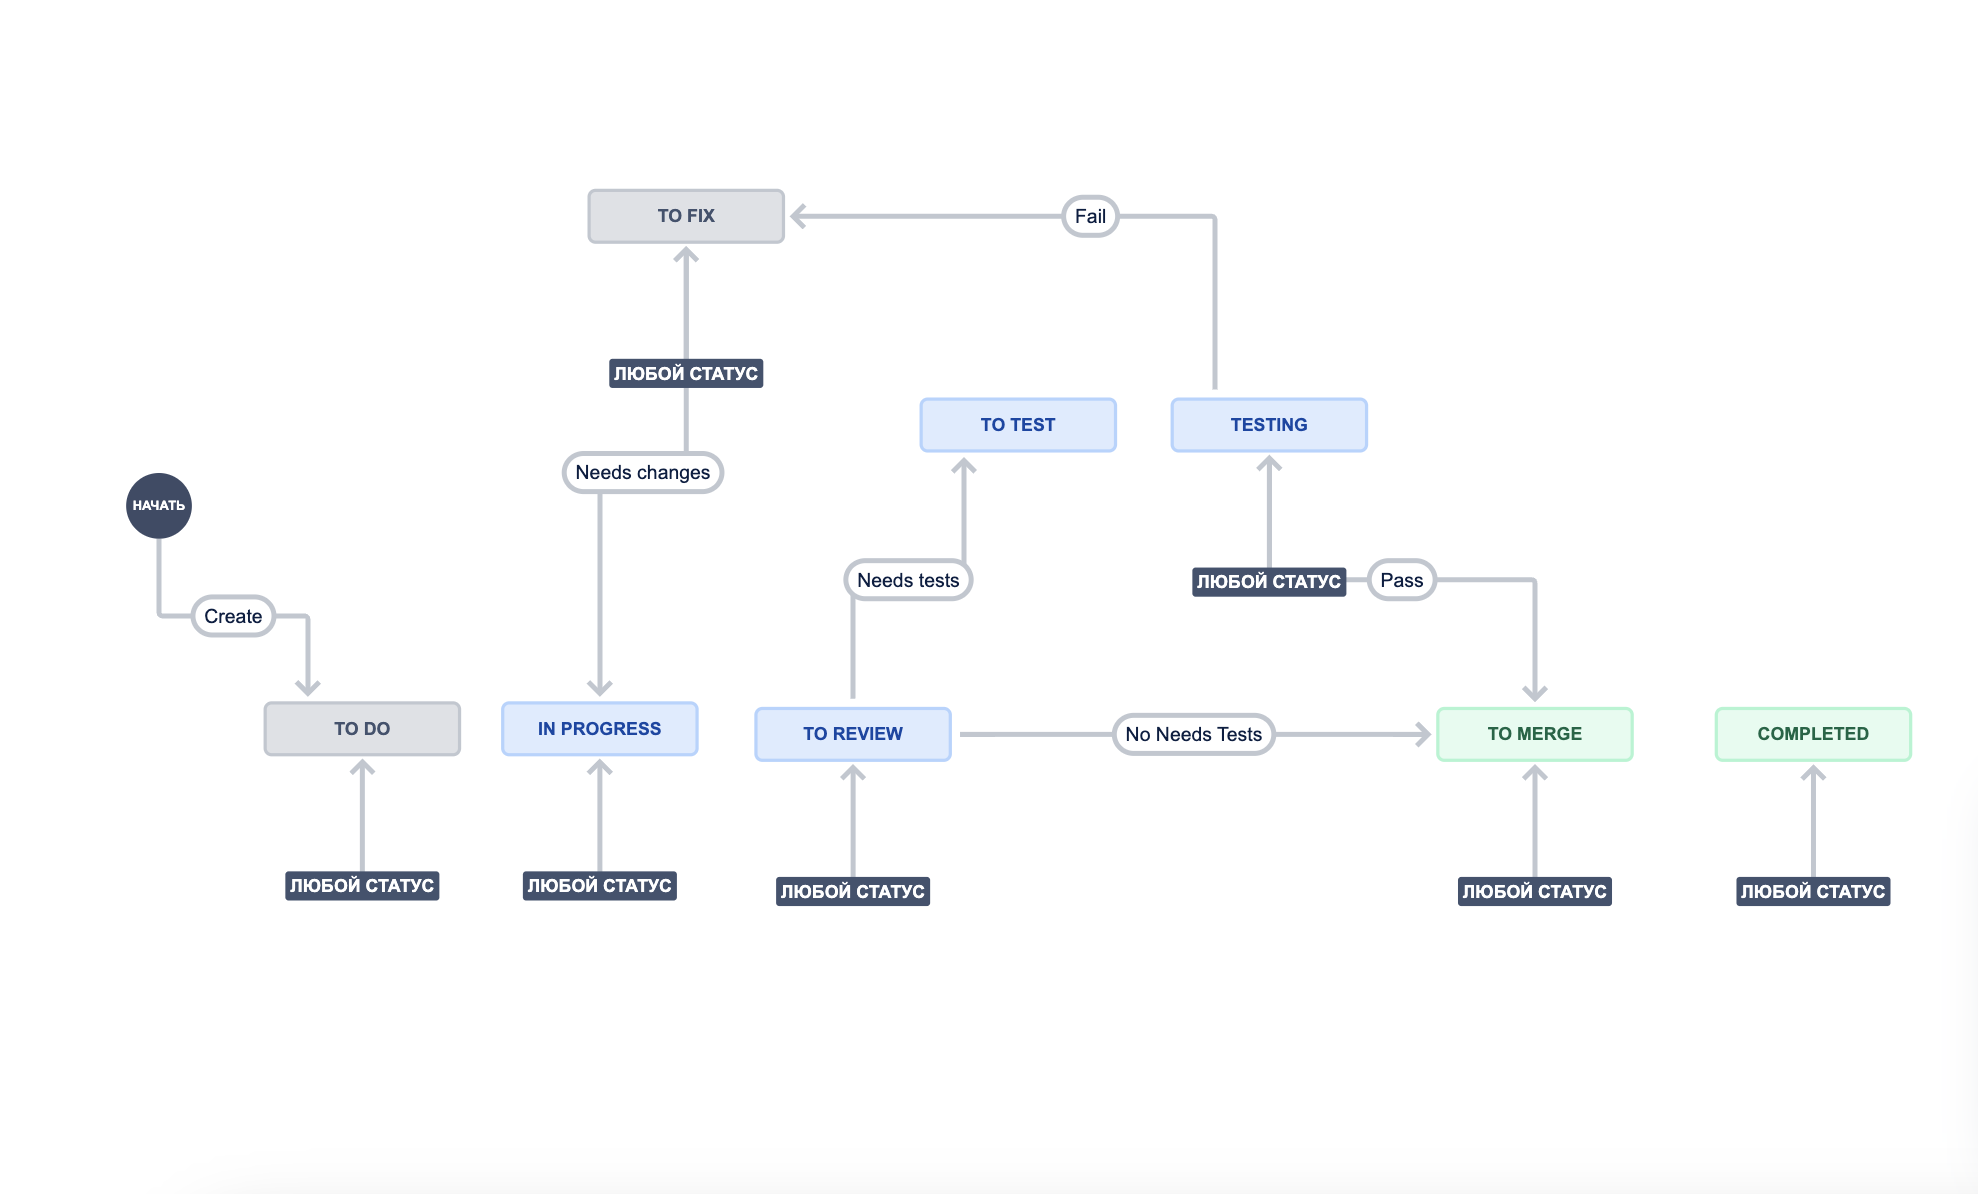 TO FIX
Fail
ЛЮБОЙ СТАТУС
TO TEST
TESTING
Needs changes
НАЧАТЬ
Needs tests
ЛЮБОЙ СТАТУС
Pass
Create
TO DO
IN PROGRESS
TO REVIEW
No Needs Tests
TO MERGE
COMPLETED
ЛЮБОЙ СТАТУС
ЛЮБОЙ СТАТУС
ЛЮБОЙ СТАТУС
ЛЮБОЙ СТАТУС
ЛЮБОЙ СТАТУС